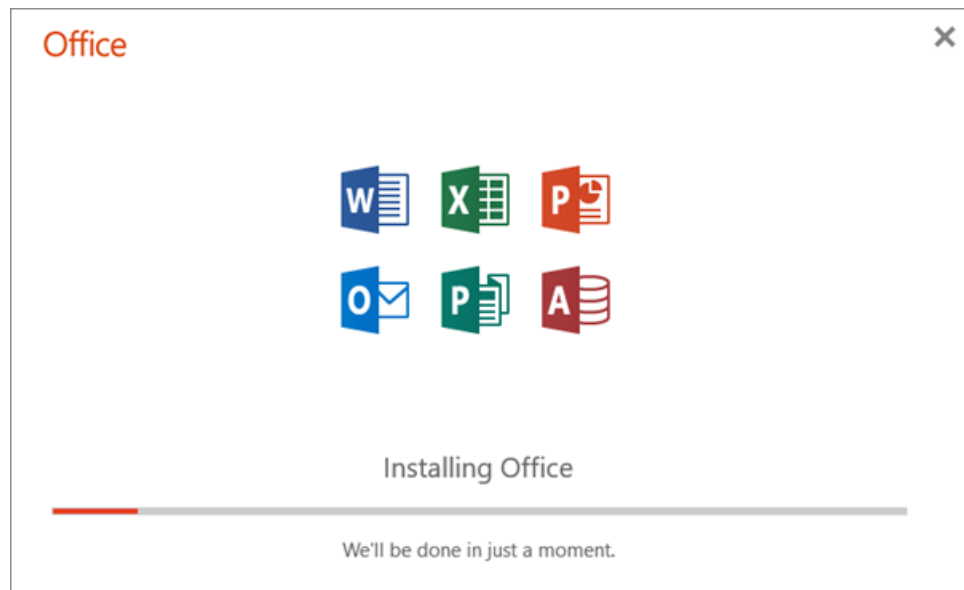 Office
W X P
O P A
Installing Office
We'll be done in just a moment.